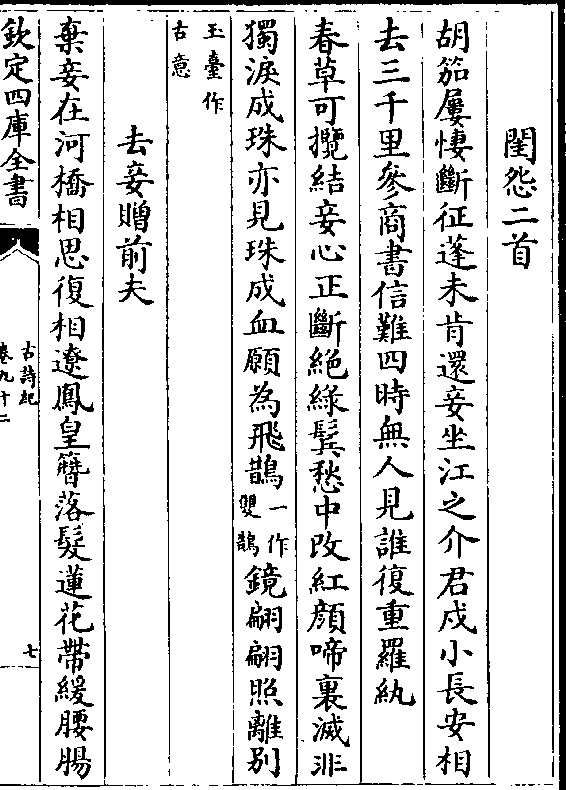 閨怨二首
胡笳屢悽斷征蓬未肯還妾坐江之介君戍小長安相
去三千里參商書信難四時無人見誰復重羅紈
春草可攬結妾心正斷絶緑鬢愁中改紅顔啼裏滅非
獨淚成珠亦見珠成血願為飛鵲一作雙鵲鏡翩翩照離別
玉臺作古意
去妾贈前夫
棄妾在河橋相思復相遼鳳皇簪落髮蓮花帶緩腰腸
欽定四庫全書
古詩紀
卷九十二
七